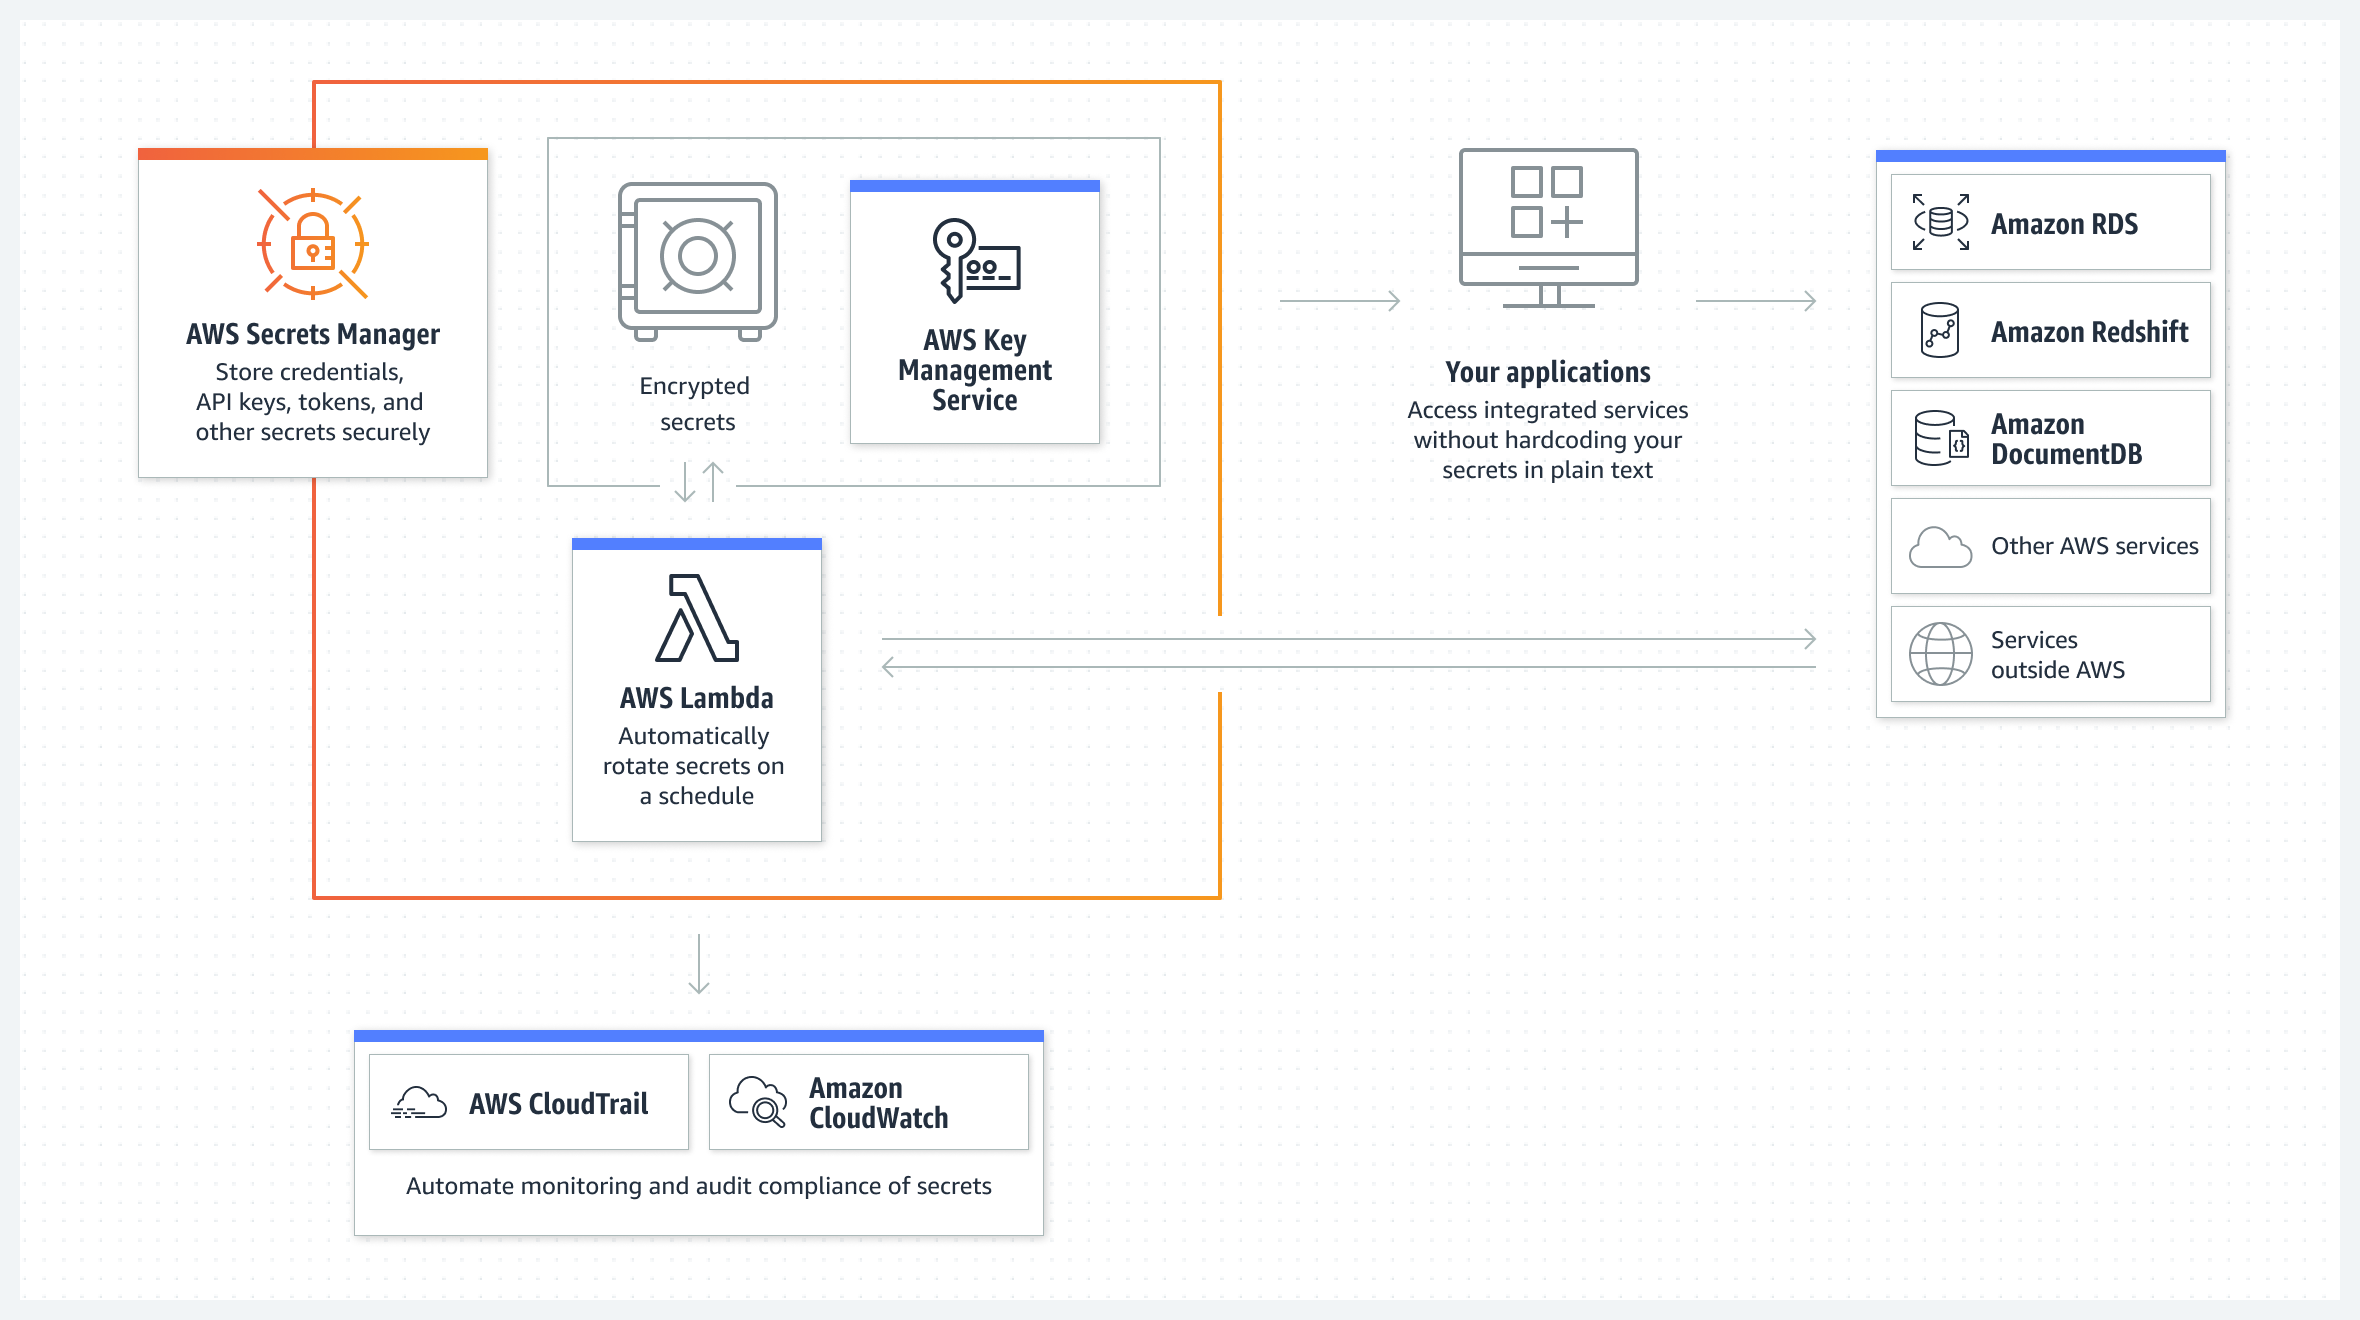 AWS Secrets Manager
Store credentials,
API keys, tokens, and
other secrets securely
Encrypted
secrets
AWS Key
Management
Service
AWS Lambda
Automatically
rotate secrets on
a schedule
Your applications
Access integrated services
without hardcoding your
secrets in plain text
Amazon RDS
Amazon Redshift
Amazon
DocumentDB
Other AWS services
Services
outside AWS
AWS CloudTrail
Amazon
CloudWatch
Automate monitoring and audit compliance of secrets